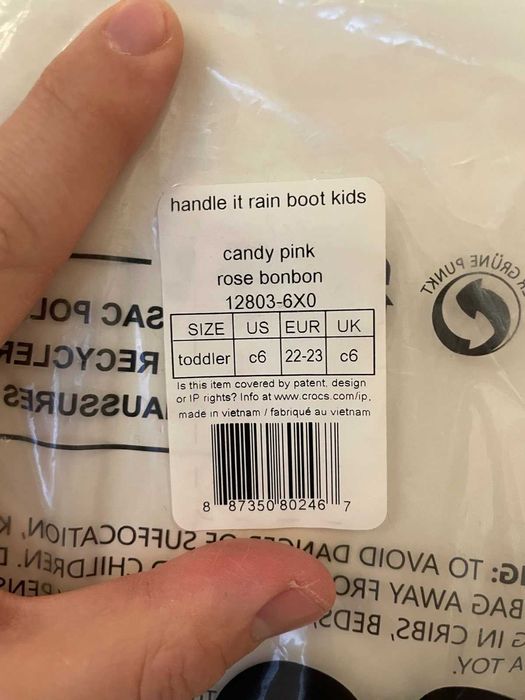 handle it rain boot kids
candy pink
rose bonbon
12803-6X0
SIZE US EUR UK
toddler c6 22-23 c6
Is this item covered by patent, design
or IP rights? Info at www.crocs.com/ip.
made in vietnam / fabriqué au vietnam
8 87350 80246 7
GRÜNE PUNKT
SAC POL
RECYCLER
AUSSURES
TO AVOID DANGER OF SUFFOCATION, K
BAG AWAY FRO CHILDREN. D
IN CRIBS, BEDS,
A TOY.